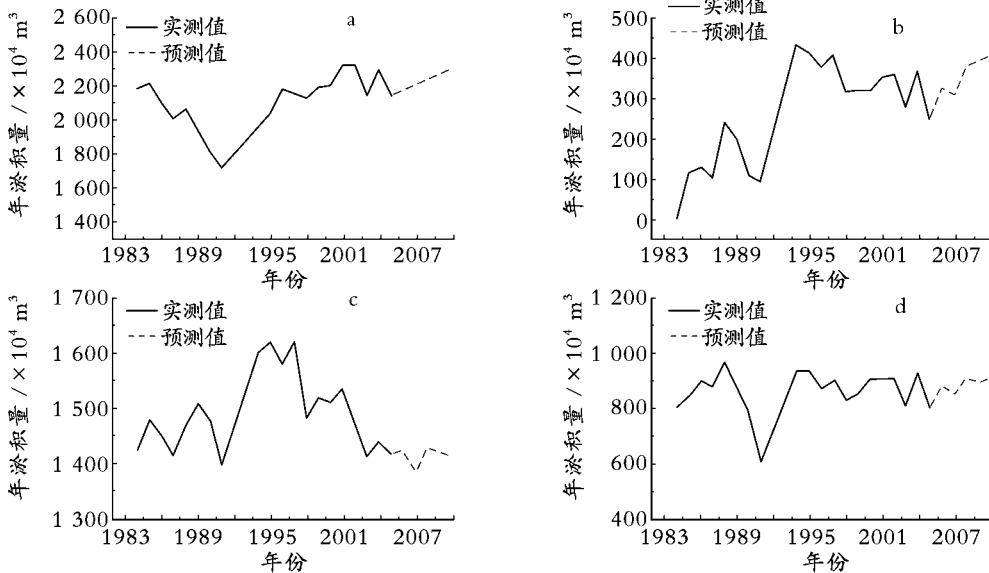 年淤积量 / ×10⁴ m³
2 600
2 400
2 200
2 000
1 800
1 600
1 400
实测值
预测值
a
1983 1989 1995 2001 2007
年份
年淤积量 / ×10⁴ m³
500
400
300
200
100
0
实测值
预测值
b
1983 1989 1995 2001 2007
年份
年淤积量 / ×10⁴ m³
1 700
1 600
1 500
1 400
1 300
实测值
预测值
c
1983 1989 1995 2001 2007
年份
年淤积量 / ×10⁴ m³
1 200
1 000
800
600
400
实测值
预测值
d
1983 1989 1995 2001 2007
年份